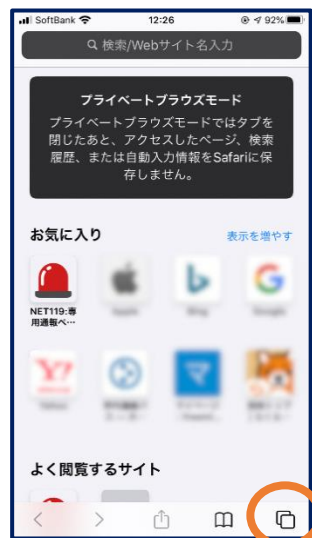 SoftBank 12:26 92%
検索/Webサイト名入力
プライベートブラウズモード
プライベートブラウズモードではタブを
閉じたあと、アクセスしたページ、検索
履歴、または自動入力情報をSafariに保
存しません。
お気に入り 表示を増やす
NET119:専
用通報ペ…
よく閲覧するサイト